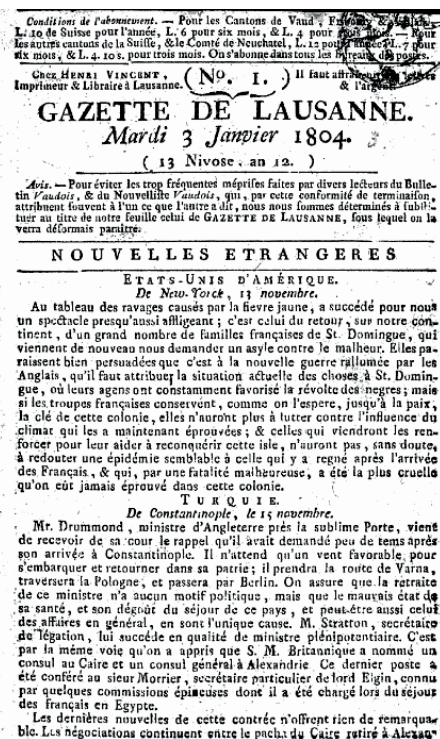 Conditions de l'abonnement. — Pour les Cantons de Vaud,
L. 10 de Suisse pour l'année, L. 6 pour six mois, & L. 4 pour trois mois. — Pour
les autres cantons de la Suisse, & le Comté de Neuchatel, L. 12 pour l'année L. 7 pour
six mois, & L. 4. 10 s. pour trois mois. On s'abonne dans tous les bureaux des postes.
Chez HENRI VINCENT,
Imprimeur & Libraire à Lausanne.
(No. 1.)
Il faut affranchir les lettres
& l'argent.
GAZETTE DE LAUSANNE.
Mardi 3 Janvier 1804.
( 13 Nivose, an 12. )
Avis. — Pour éviter les trop fréquentes méprises faites par divers lecteurs du Bulle-
tin Vaudois, & du Nouvelliste Vaudois, qui, par cette conformité de terminaison,
attribuent souvent à l'un ce que l'autre a dit, nous nous sommes déterminés à substi-
tuer au titre de notre feuille celui de GAZETTE DE LAUSANNE, sous lequel on la
verra désormais paraitre.
NOUVELLES ETRANGERES
ETATS-UNIS D'AMÉRIQUE.
De New-Yorck, 13 novembre.
Au tableau des ravages causés par la fievre jaune, a succédé pour nous
un spectacle presqu'aussi affligeant ; c'est celui du retour, sur notre con-
tinent, d'un grand nombre de familles françaises de St. Domingue, qui
viennent de nouveau nous demander un asyle contre le malheur. Elles pa-
raissent bien persuadées que c'est à la nouvelle guerre rallumée par les
Anglais, qu'il faut attribuer la situation actuelle des choses à St. Domin-
gue, où leurs agens ont constamment favorisé la révolte des negres ; mais
si les troupes françaises conservent, comme on l'espere, jusqu'à la paix,
la clé de cette colonie, elles n'auront plus à lutter contre l'influence du
climat qui les a maintenant éprouvées ; & celles qui viendront les ren-
forcer pour leur aider à reconquérir cette isle, n'auront pas, sans doute,
à redouter une épidémie semblable à celle qui y a regné après l'arrivée
des Français, & qui, par une fatalité malheureuse, a été la plus cruelle
qu'on eût jamais éprouvé dans cette colonie.
TURQUIE.
De Constantinople, le 15 novembre.
Mr. Drummond, ministre d'Angleterre près la sublime Porte, vient
de recevoir de sa cour le rappel qu'il avait demandé peu de tems après
son arrivée à Constantinople. Il n'attend qu'un vent favorable pour
s'embarquer et retourner dans sa patrie ; il prendra la route de Varna,
traversera la Pologne, et passera par Berlin. On assure que la retraite
de ce ministre n'a aucun motif politique, mais que le mauvais état de
sa santé, et son dégoût du séjour de ce pays, et peut-être aussi celui
des affaires en général, en sont l'unique cause. M. Stratton, secrétaire
de légation, lui succéde en qualité de ministre plénipotentiaire. C'est
par la même voie qu'on a appris que S. M. Britannique a nommé un
consul au Caire et un consul général à Alexandrie. Ce dernier poste a
été conféré au sieur Morrier, secrétaire particulier de lord Elgin, connu
par quelques commissions épineuses dont il a été chargé lors du séjour
des français en Egypte.
Les dernières nouvelles de cette contrée n'offrent rien de remarqua-
ble. Les négociations continuent entre le pacha du Caire retiré à Alexan-